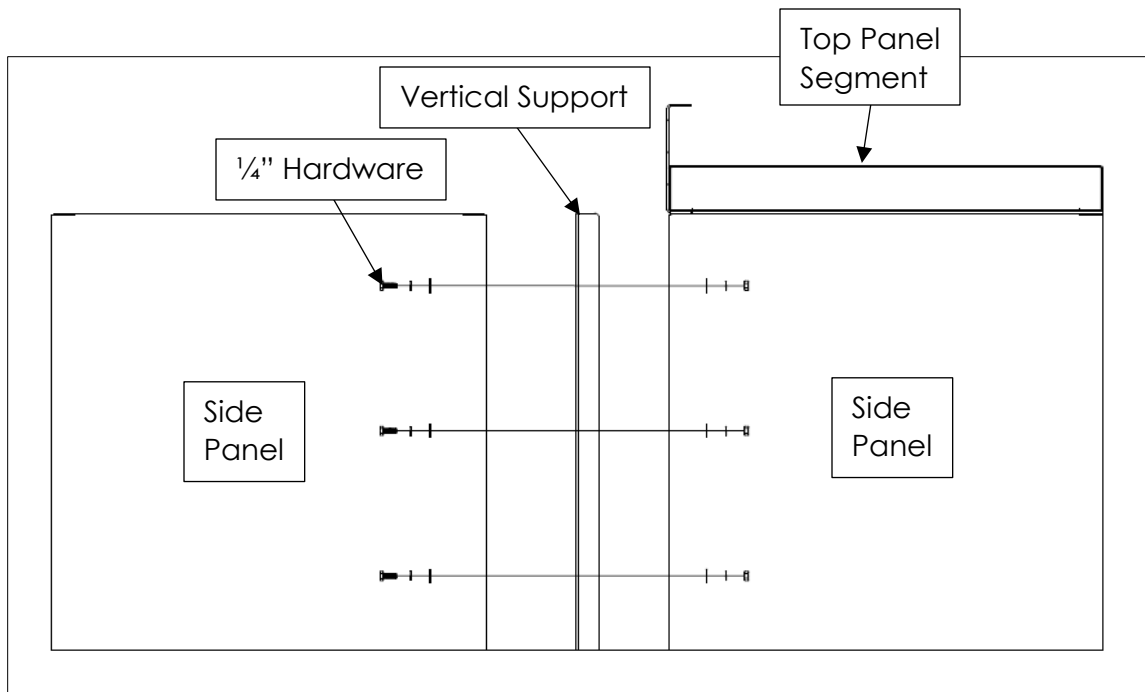 Top Panel
Segment
Vertical Support
¼” Hardware
Side
Panel
Side
Panel